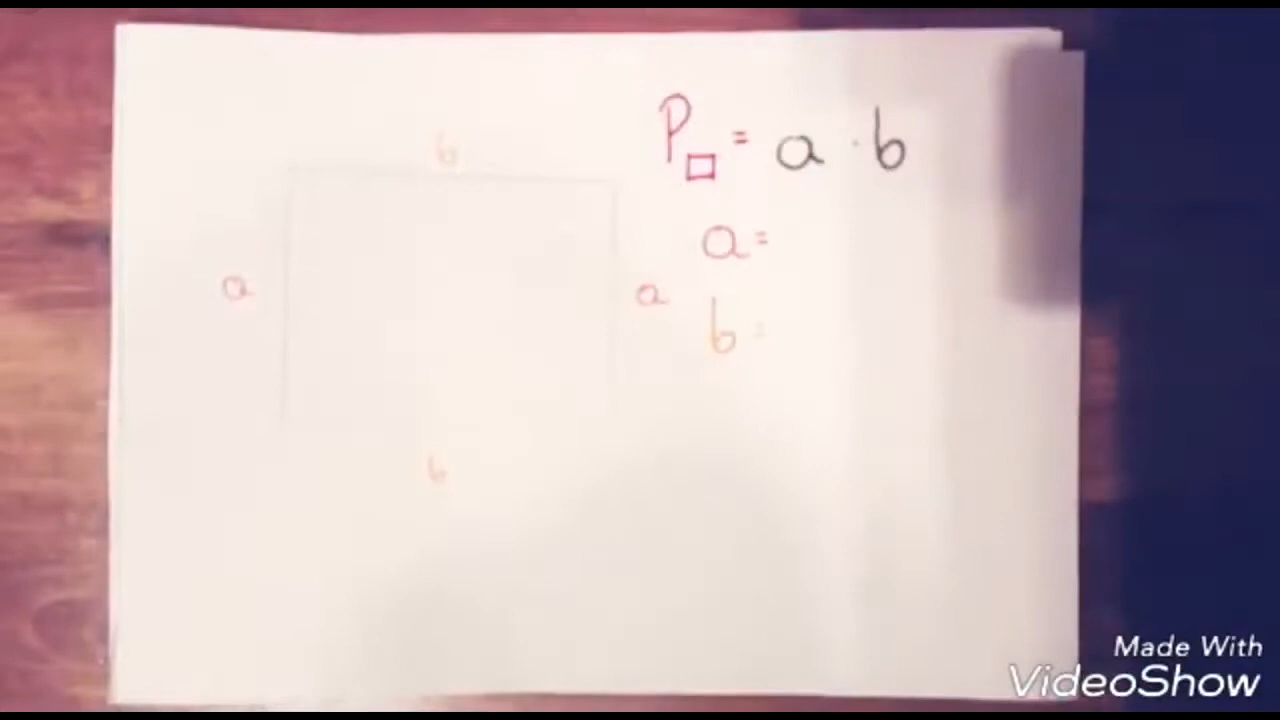 b
P□ = a · b
a =
a
a
b =
b
Made With
VideoShow